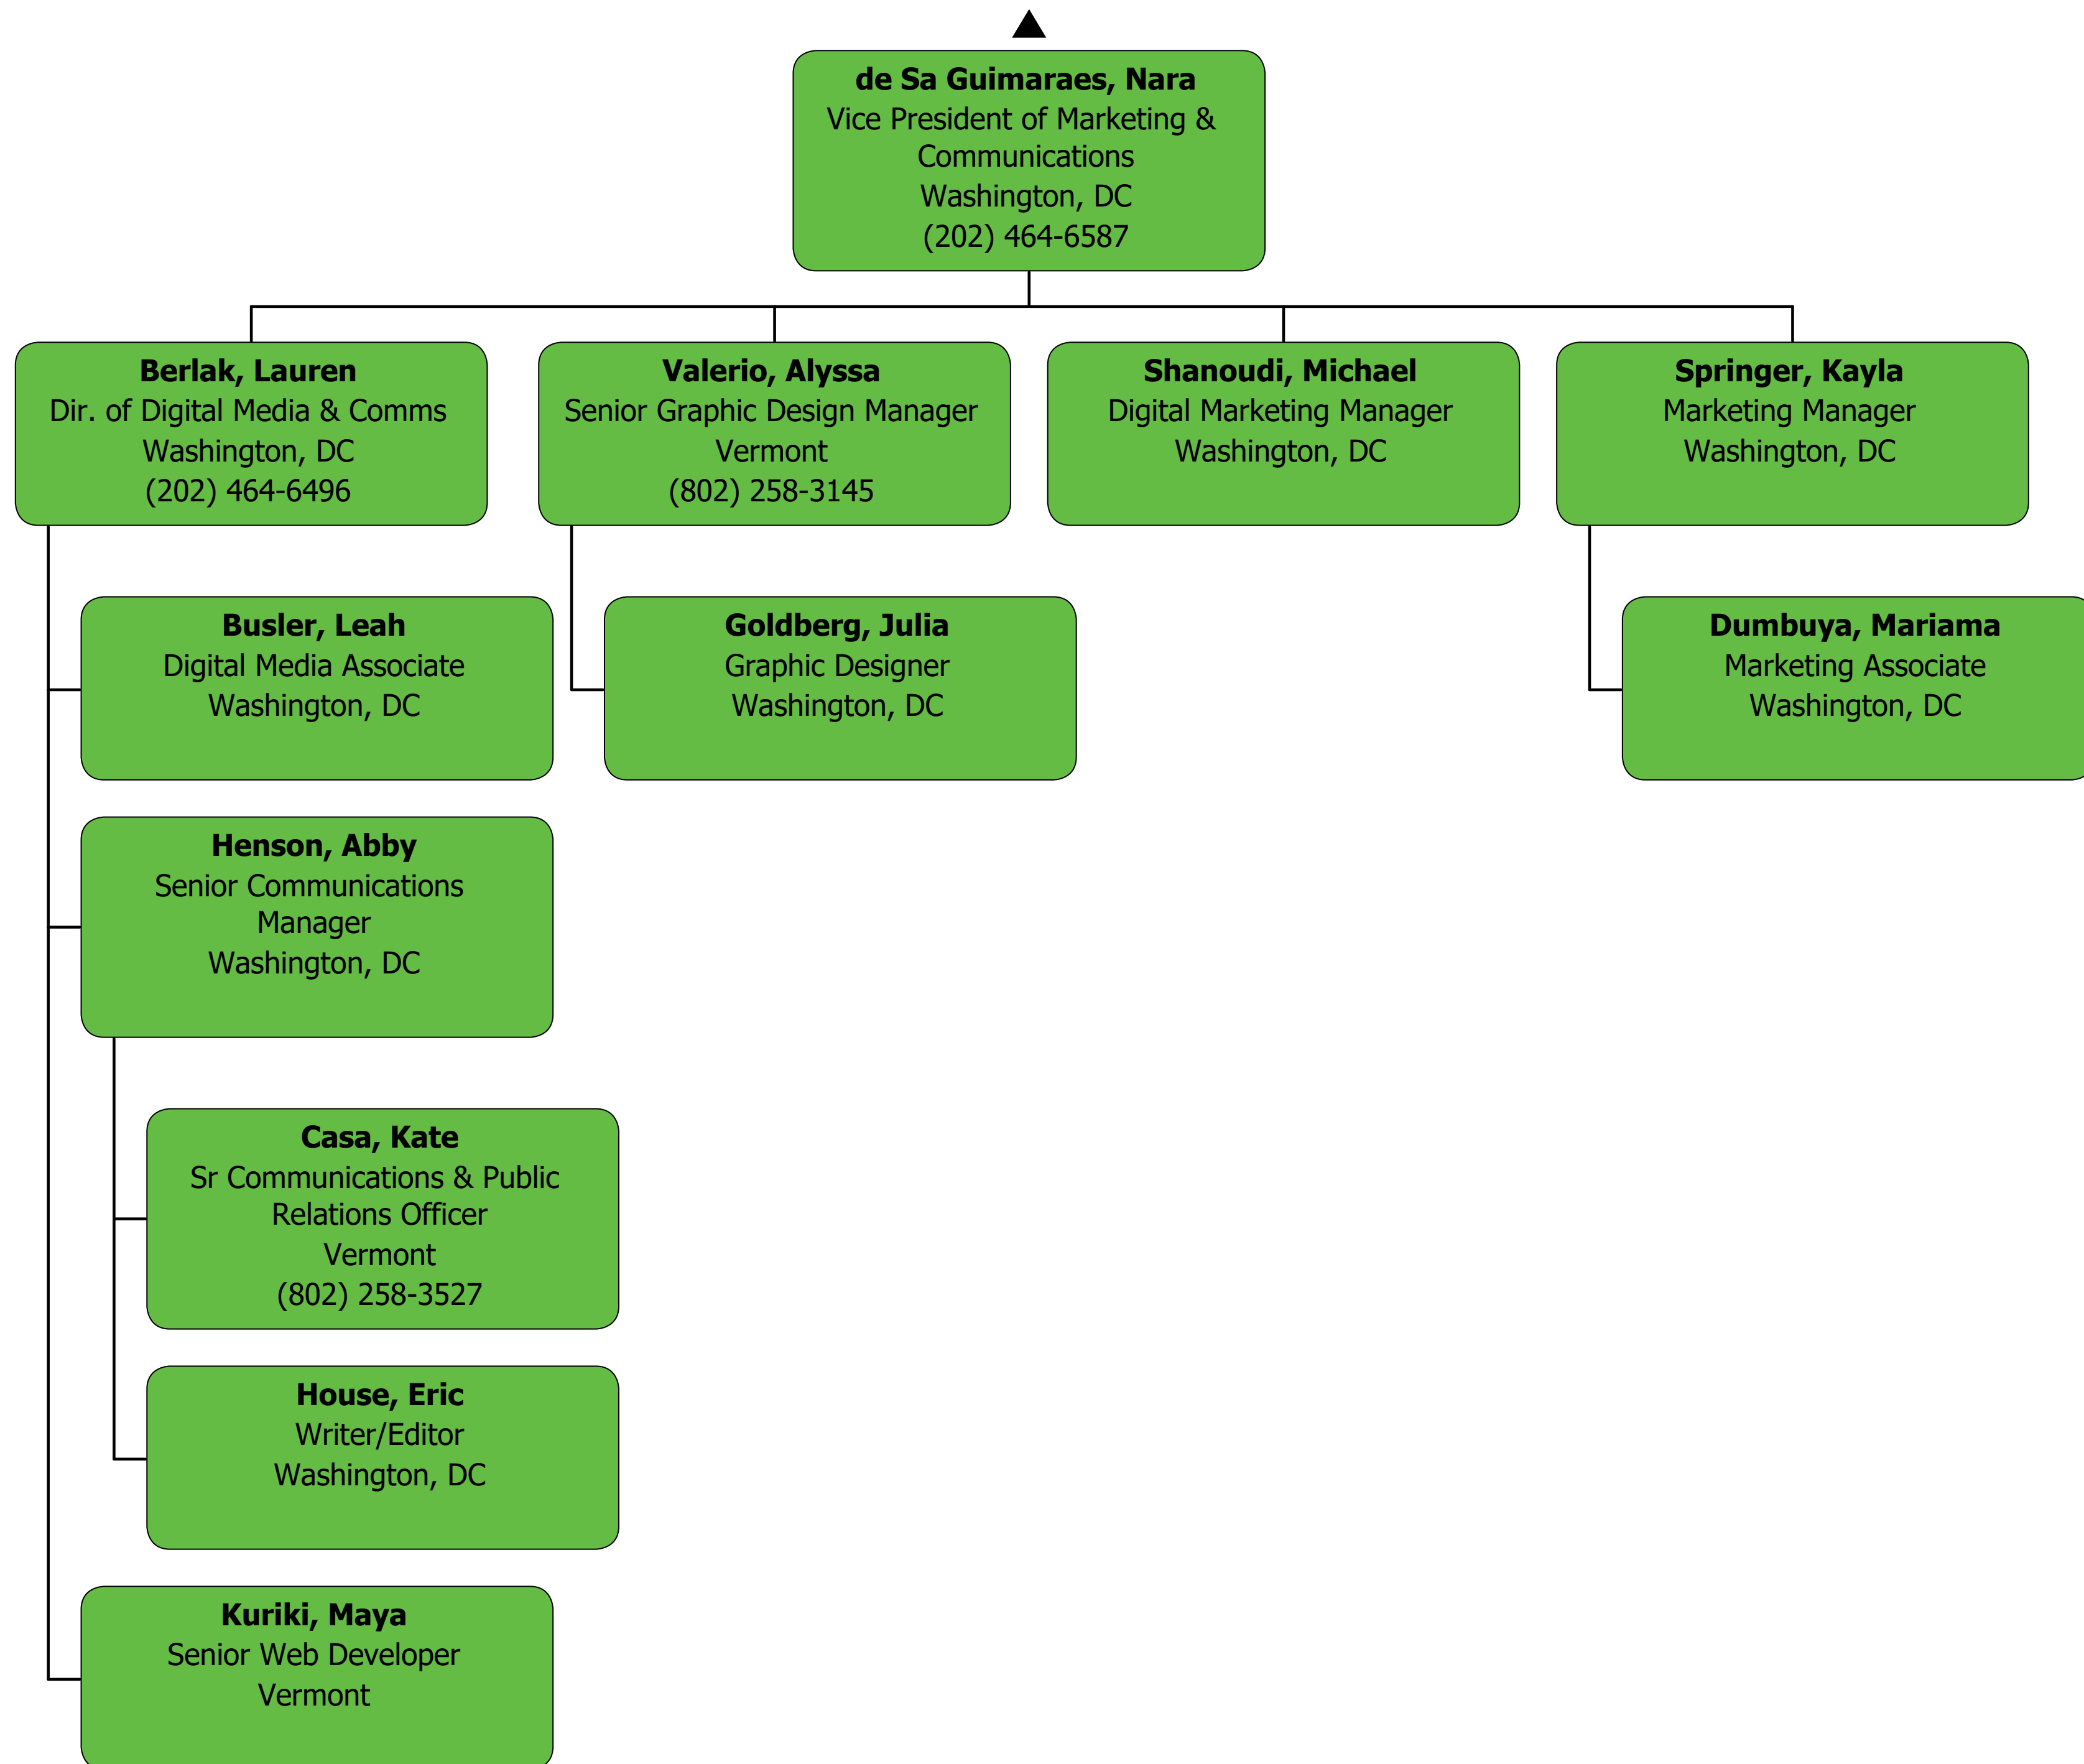 de Sa Guimaraes, Nara
Vice President of Marketing &
Communications
Washington, DC
(202) 464-6587
Berlak, Lauren
Dir. of Digital Media & Comms
Washington, DC
(202) 464-6496
Valerio, Alyssa
Senior Graphic Design Manager
Vermont
(802) 258-3145
Shanoudi, Michael
Digital Marketing Manager
Washington, DC
Springer, Kayla
Marketing Manager
Washington, DC
Busler, Leah
Digital Media Associate
Washington, DC
Goldberg, Julia
Graphic Designer
Washington, DC
Dumbuya, Mariama
Marketing Associate
Washington, DC
Henson, Abby
Senior Communications
Manager
Washington, DC
Casa, Kate
Sr Communications & Public
Relations Officer
Vermont
(802) 258-3527
House, Eric
Writer/Editor
Washington, DC
Kuriki, Maya
Senior Web Developer
Vermont